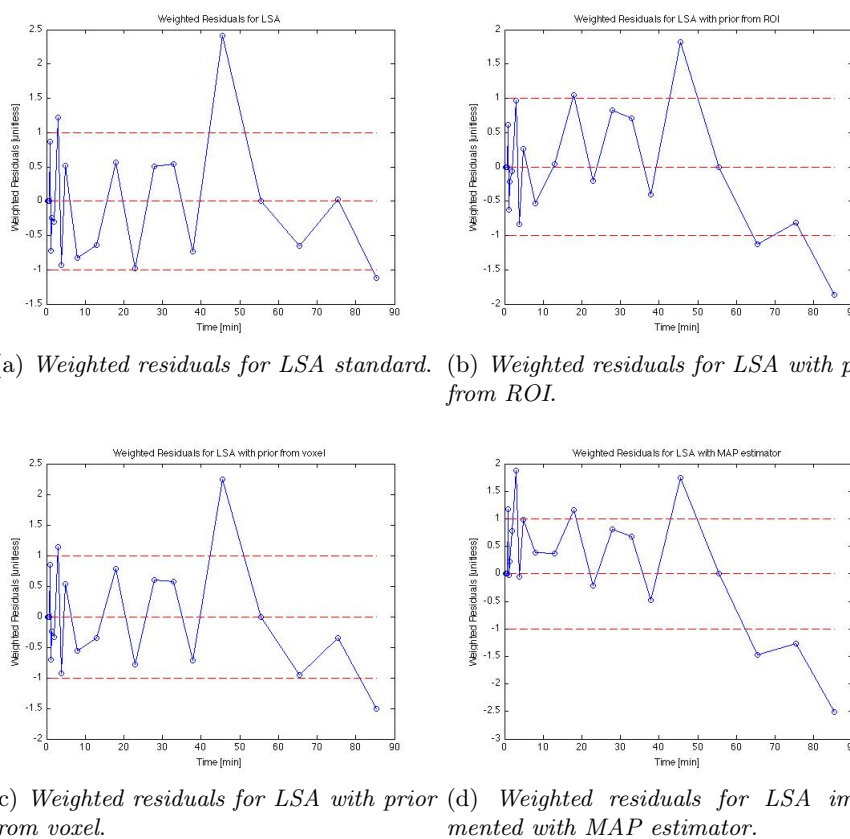 Weighted Residuals for LSA
Weighted Residuals [unitless]
2.5
2
1.5
1
0.5
0
-0.5
-1
-1.5
0 10 20 30 40 50 60 70 80 90
Time [min]
Weighted Residuals for LSA with prior from ROI
Weighted Residuals [unitless]
2
1.5
1
0.5
0
-0.5
-1
-1.5
-2
0 10 20 30 40 50 60 70 80 90
Time [min]
a) Weighted residuals for LSA standard.
(b) Weighted residuals for LSA with p
from ROI.
Weighted Residuals for LSA with prior from voxel
Weighted Residuals [unitless]
2.5
2
1.5
1
0.5
0
-0.5
-1
-1.5
-2
0 10 20 30 40 50 60 70 80 90
Time [min]
Weighted Residuals for LSA with MAP estimator
Weighted Residuals [unitless]
2
1.5
1
0.5
0
-0.5
-1
-1.5
-2
-2.5
-3
0 10 20 30 40 50 60 70 80 90
Time [min]
c) Weighted residuals for LSA with prior
rom voxel.
(d) Weighted residuals for LSA im
mented with MAP estimator.